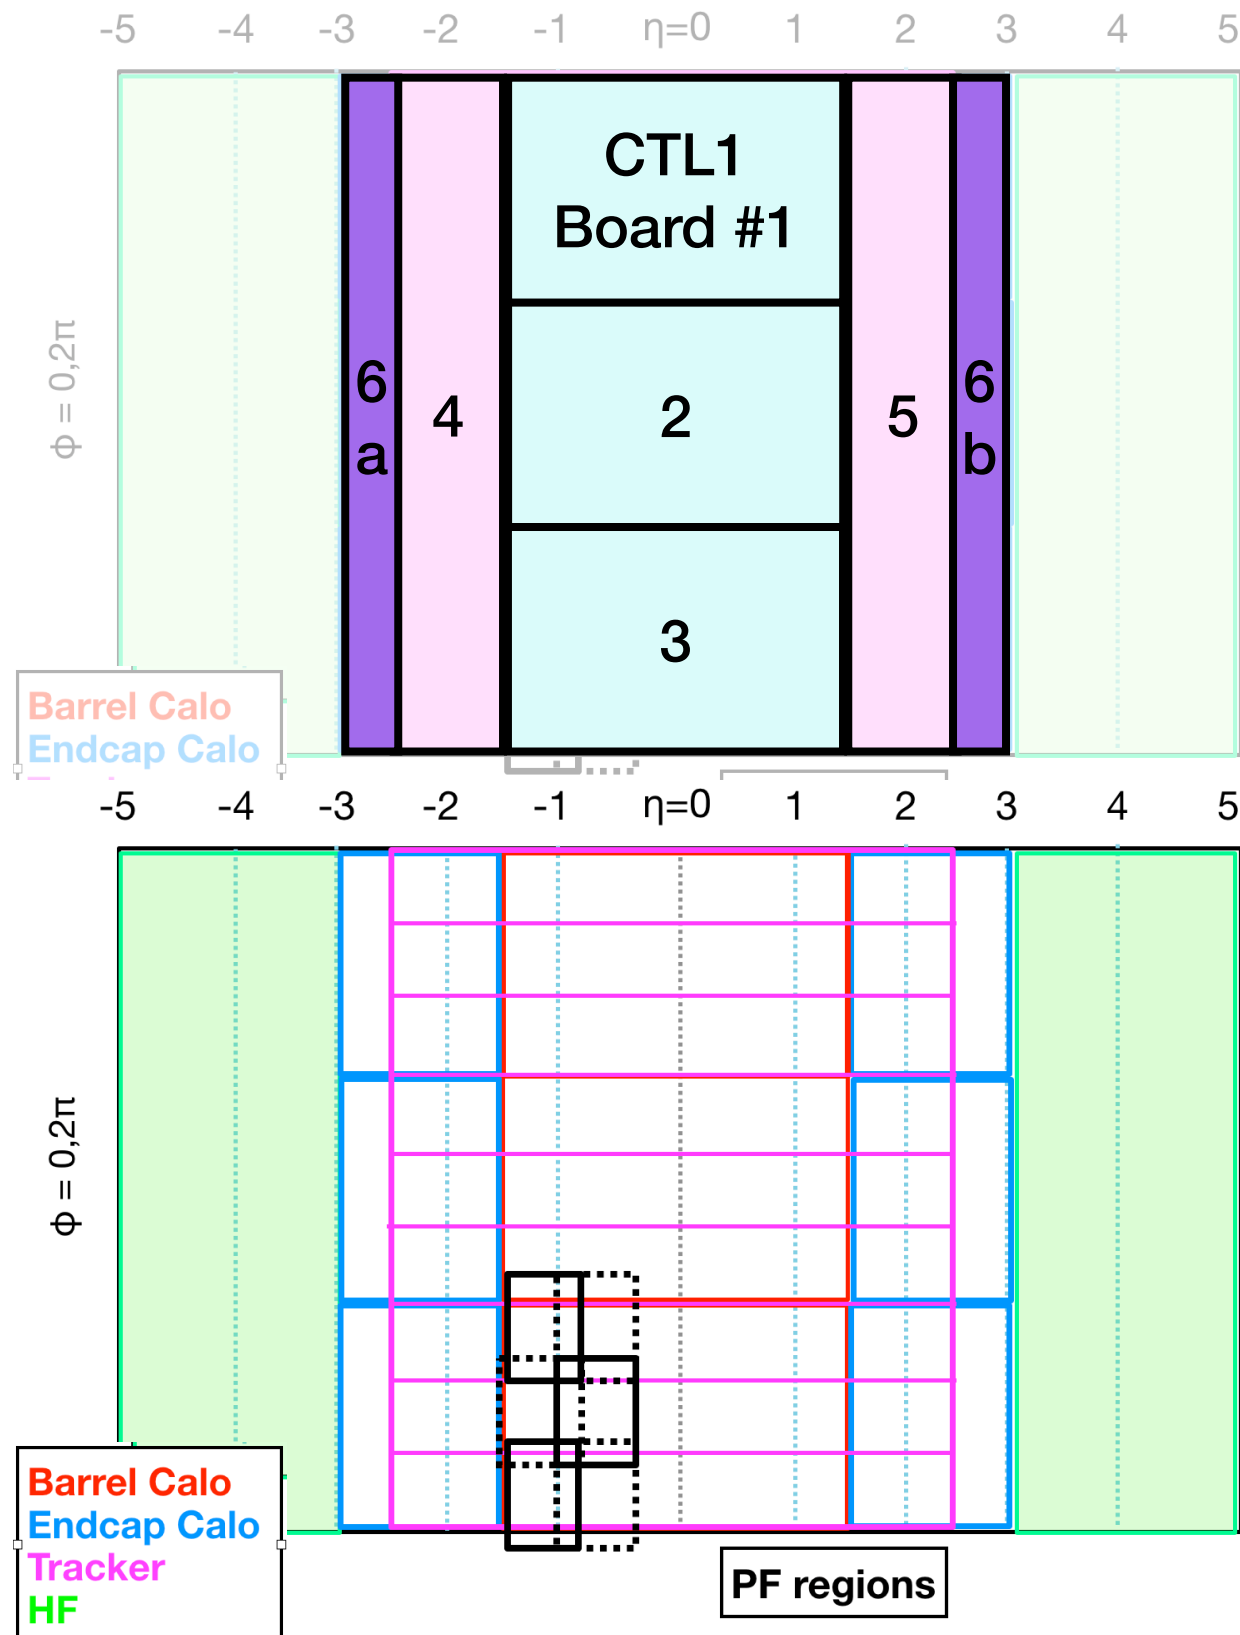 -5 -4 -3 -2 -1 η=0 1 2 3 4 5
CTL1
Board #1
6
a
4
2
5
6
b
ϕ = 0,2π
3
Barrel Calo
Endcap Calo
-5 -4 -3 -2 -1 η=0 1 2 3 4 5
ϕ = 0,2π
Barrel Calo
Endcap Calo
Tracker
HF
PF regions